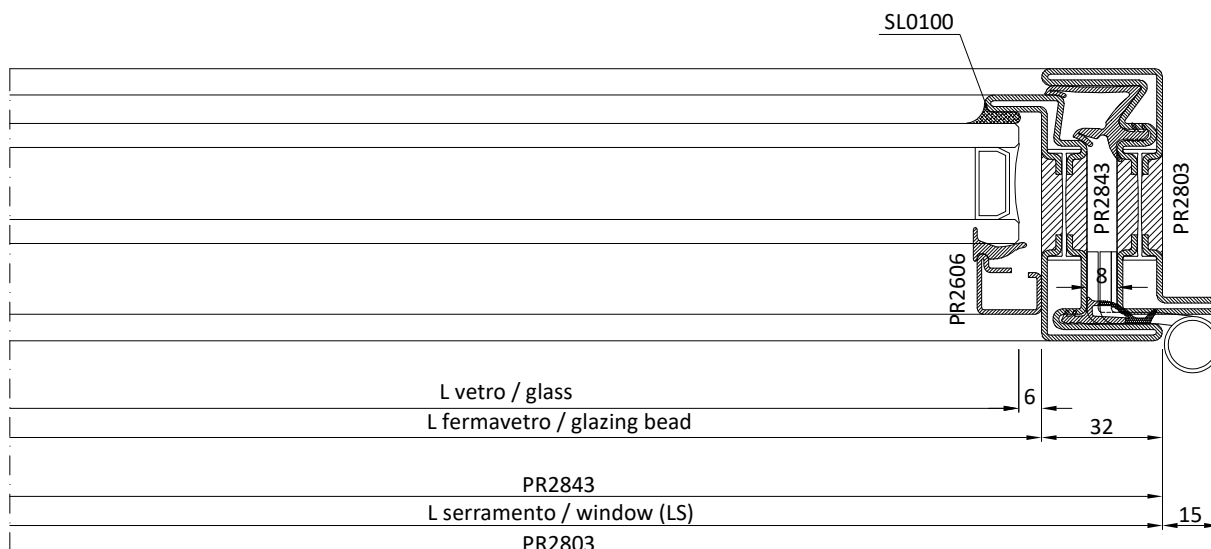 SL0100
PR2843
PR2803
8
PR2606
L vetro / glass
6
L fermavetro / glazing bead
32
PR2843
L serramento / window (LS)
15
PR2803